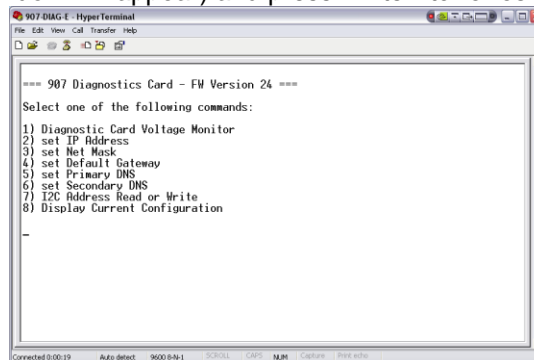 907-DIAG-E - HyperTerminal
File Edit View Call Transfer Help
=== 907 Diagnostics Card - FW Version 24 ===
Select one of the following commands:
1) Diagnostic Card Voltage Monitor
2) set IP Address
3) set Net Mask
4) set Default Gateway
5) set Primary DNS
6) set Secondary DNS
7) I2C Address Read or Write
8) Display Current Configuration
_
Connected 0:00:19 Auto detect 9600 8-N-1 SCROLL CAPS NUM Capture Print echo